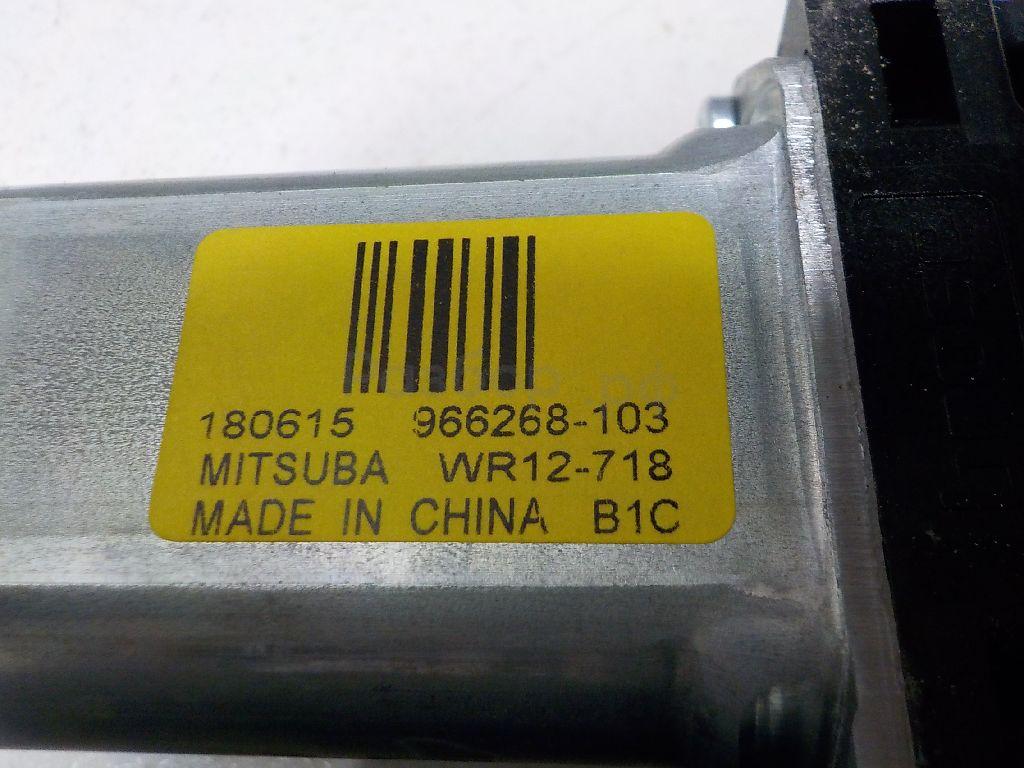 180615 966268-103
MITSUBA WR12-718
MADE IN CHINA B1C